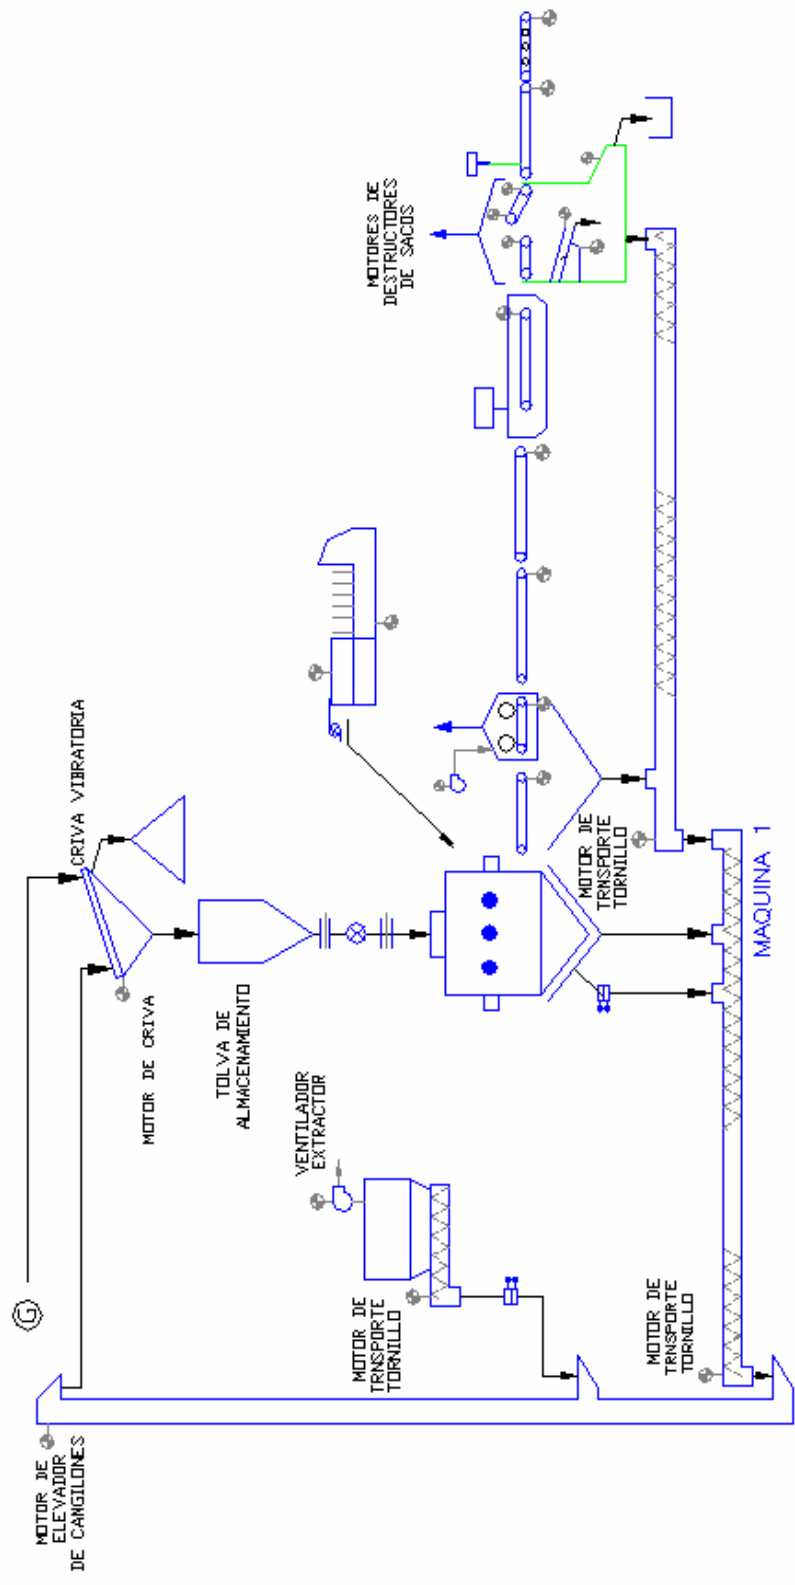 MOTOR DE
ELEVADOR
DE CANGILONES
G
CRIVA VIBRATORIA
MOTOR DE CRIVA
TOLVA DE
ALMACENAMIENTO
VENTILADOR
EXTRACTOR
MOTOR DE
TRNSPORTE
TORNILLO
MOTOR DE
TRNSPORTE
TORNILLO
MOTOR DE
TRNSPORTE
TORNILLO
MAQUINA 1
MOTORES DE
DESTRUCTORES
DE SACOS